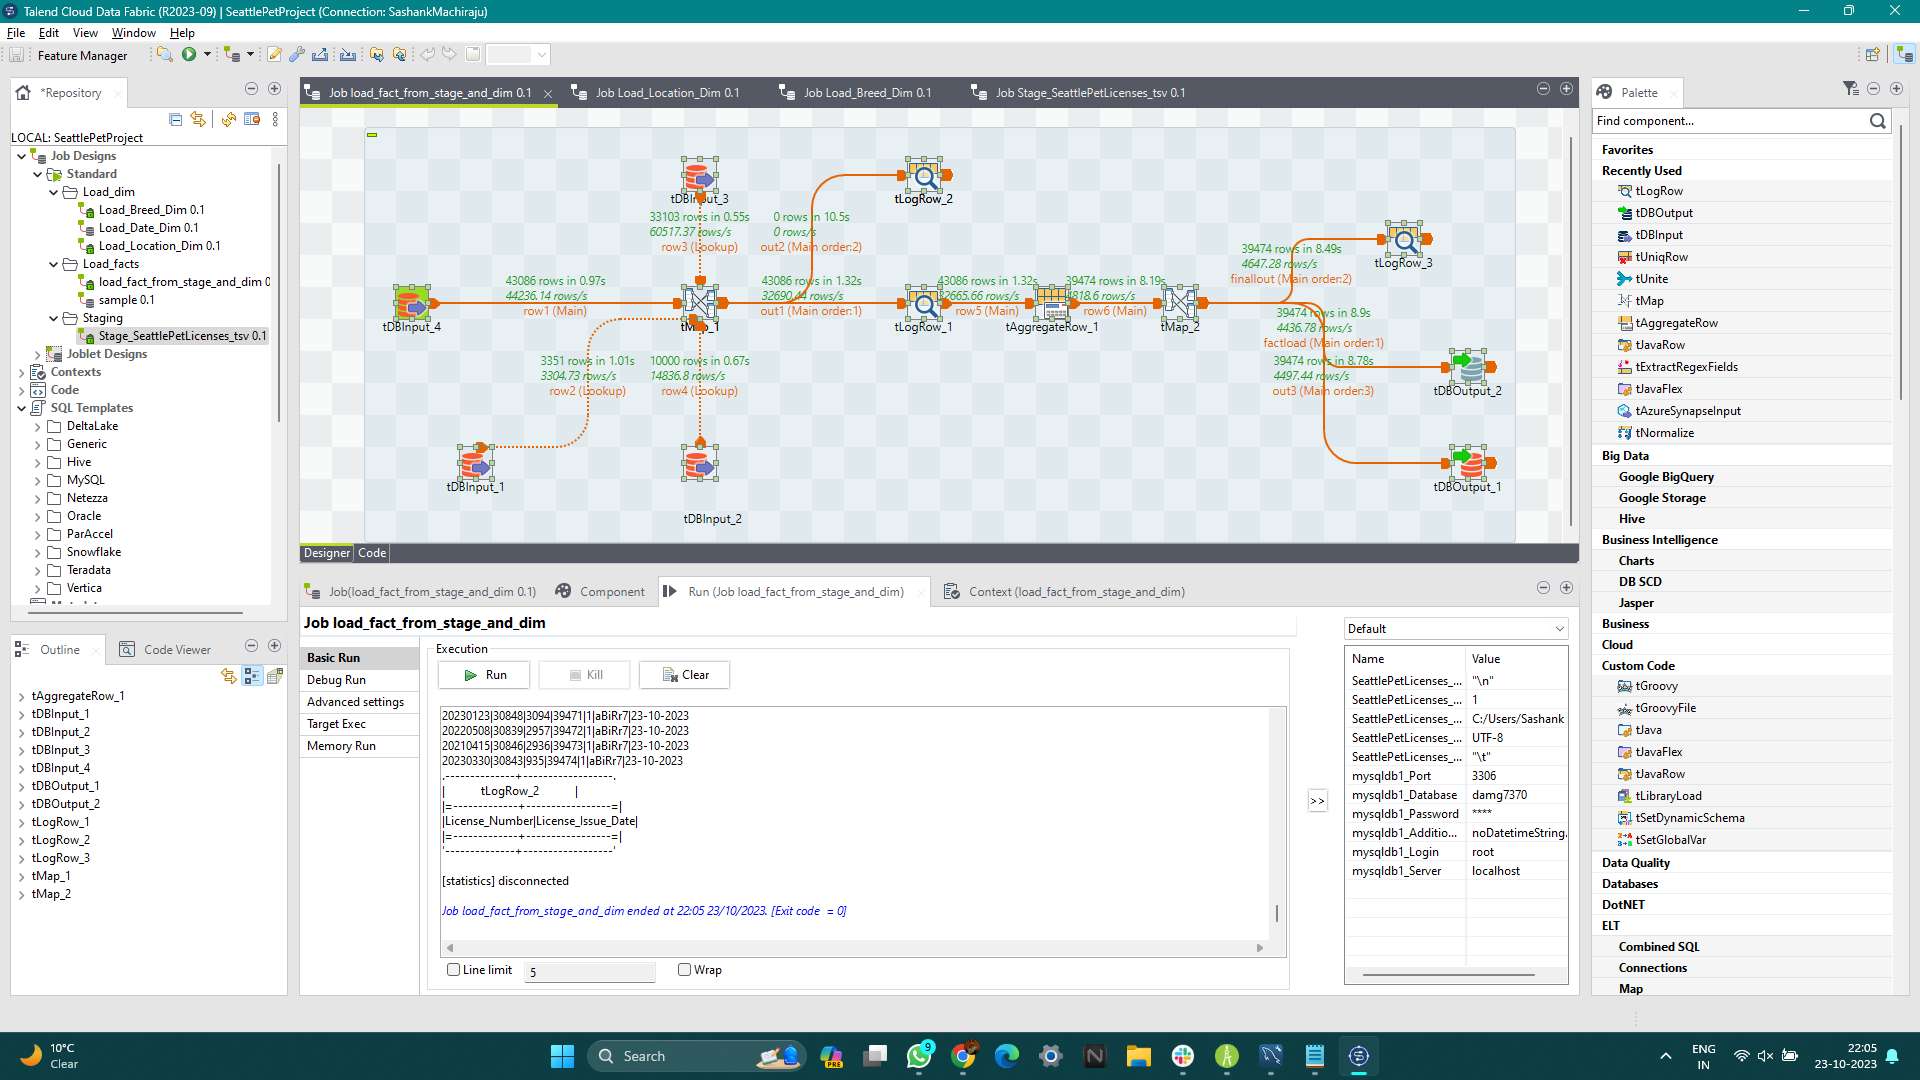 Talend Cloud Data Fabric (R2023-09) | SeattlePetProject (Connection: SashankMachiraju)
File Edit View Window Help
Feature Manager
*Repository
LOCAL: SeattlePetProject
Job Designs
Standard
Load_dim
Load_Breed_Dim 0.1
Load_Date_Dim 0.1
Load_Location_Dim 0.1
Load_facts
load_fact_from_stage_and_dim 0
sample 0.1
Staging
Stage_SeattlePetLicenses_tsv 0.1
Joblet Designs
Contexts
Code
SQL Templates
DeltaLake
Generic
Hive
MySQL
Netezza
Oracle
ParAccel
Snowflake
Teradata
Vertica
Outline
Code Viewer
tAggregateRow_1
tDBInput_1
tDBInput_2
tDBInput_3
tDBInput_4
tDBOutput_1
tDBOutput_2
tLogRow_1
tLogRow_2
tLogRow_3
tMap_1
tMap_2
Job load_fact_from_stage_and_dim 0.1
Job Load_Location_Dim 0.1
Job Load_Breed_Dim 0.1
Job Stage_SeattlePetLicenses_tsv 0.1
tDBInput_3
33103 rows in 0.55s
60517.37 rows/s
row3 (Lookup)
0 rows in 10.5s
0 rows/s
out2 (Main order:2)
tLogRow_2
39474 rows in 8.49s
4647.28 rows/s
finallout (Main order:2)
tLogRow_3
tDBInput_4
43086 rows in 0.97s
44236.14 rows/s
row1 (Main)
tMap_1
43086 rows in 1.32s
32690.44 rows/s
out1 (Main order:1)
tLogRow_1
43086 rows in 1.32s
32665.66 rows/s
row5 (Main)
tAggregateRow_1
39474 rows in 8.19s
4818.6 rows/s
row6 (Main)
tMap_2
39474 rows in 8.9s
4436.78 rows/s
factload (Main order:1)
39474 rows in 8.78s
4497.44 rows/s
out3 (Main order:3)
tDBOutput_2
3351 rows in 1.01s
3304.73 rows/s
row2 (Lookup)
10000 rows in 0.67s
14836.8 rows/s
row4 (Lookup)
tDBInput_1
tDBInput_2
tDBOutput_1
Designer Code
Job(load_fact_from_stage_and_dim 0.1)
Component
Run (Job load_fact_from_stage_and_dim)
Context (load_fact_from_stage_and_dim)
Job load_fact_from_stage_and_dim
Basic Run
Debug Run
Advanced settings
Target Exec
Memory Run
Execution
Run
Kill
Clear
20230123|30848|3094|39471|1|aBiRr7|23-10-2023
20220508|30839|2957|39472|1|aBiRr7|23-10-2023
20210415|30846|2936|39473|1|aBiRr7|23-10-2023
20230330|30843|935|39474|1|aBiRr7|23-10-2023
.--------------+------------------.
| tLogRow_2 |
|=-------------+-----------------=|
|License_Number|License_Issue_Date|
|=-------------+-----------------=|
'--------------+------------------'
[statistics] disconnected
Job load_fact_from_stage_and_dim ended at 22:05 23/10/2023. [Exit code = 0]
Line limit
5
Wrap
>>
Default
Name Value
SeattlePetLicenses_... "\n"
SeattlePetLicenses_... 1
SeattlePetLicenses_... C:/Users/Sashank
SeattlePetLicenses_... UTF-8
SeattlePetLicenses_... "\t"
mysqldb1_Port 3306
mysqldb1_Database damg7370
mysqldb1_Password ****
mysqldb1_Additio... noDatetimeString.
mysqldb1_Login root
mysqldb1_Server localhost
Palette
Find component...
Favorites
Recently Used
tLogRow
tDBOutput
tDBInput
tUniqRow
tUnite
tMap
tAggregateRow
tJavaRow
tExtractRegexFields
tJavaFlex
tAzureSynapseInput
tNormalize
Big Data
Google BigQuery
Google Storage
Hive
Business Intelligence
Charts
DB SCD
Jasper
Business
Cloud
Custom Code
tGroovy
tGroovyFile
tJava
tJavaFlex
tJavaRow
tLibraryLoad
tSetDynamicSchema
tSetGlobalVar
Data Quality
Databases
DotNET
ELT
Combined SQL
Connections
Map
10°C
Clear
Search
PRE
9
ENG
IN
22:05
23-10-2023